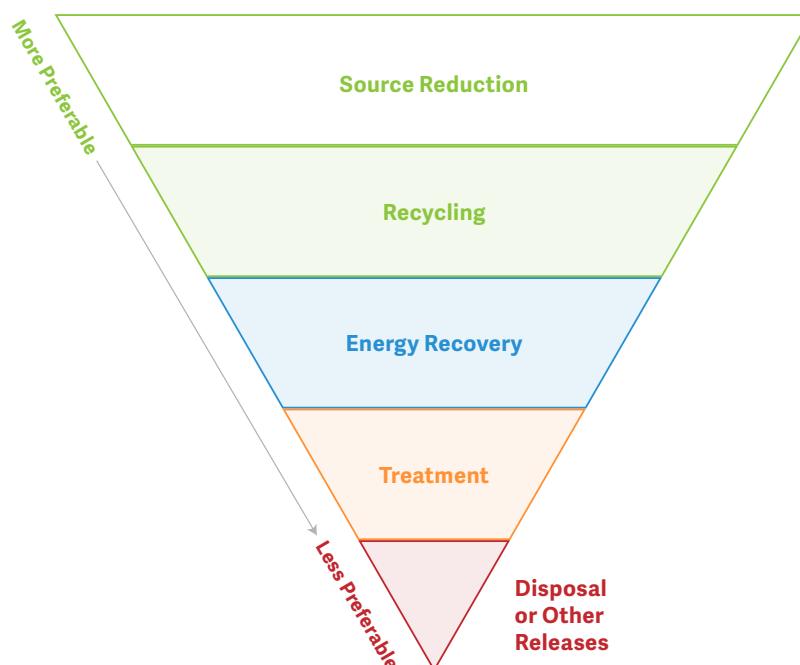 More Preferable
Source Reduction
Recycling
Energy Recovery
Treatment
Less Preferable
Disposal
or Other
Releases